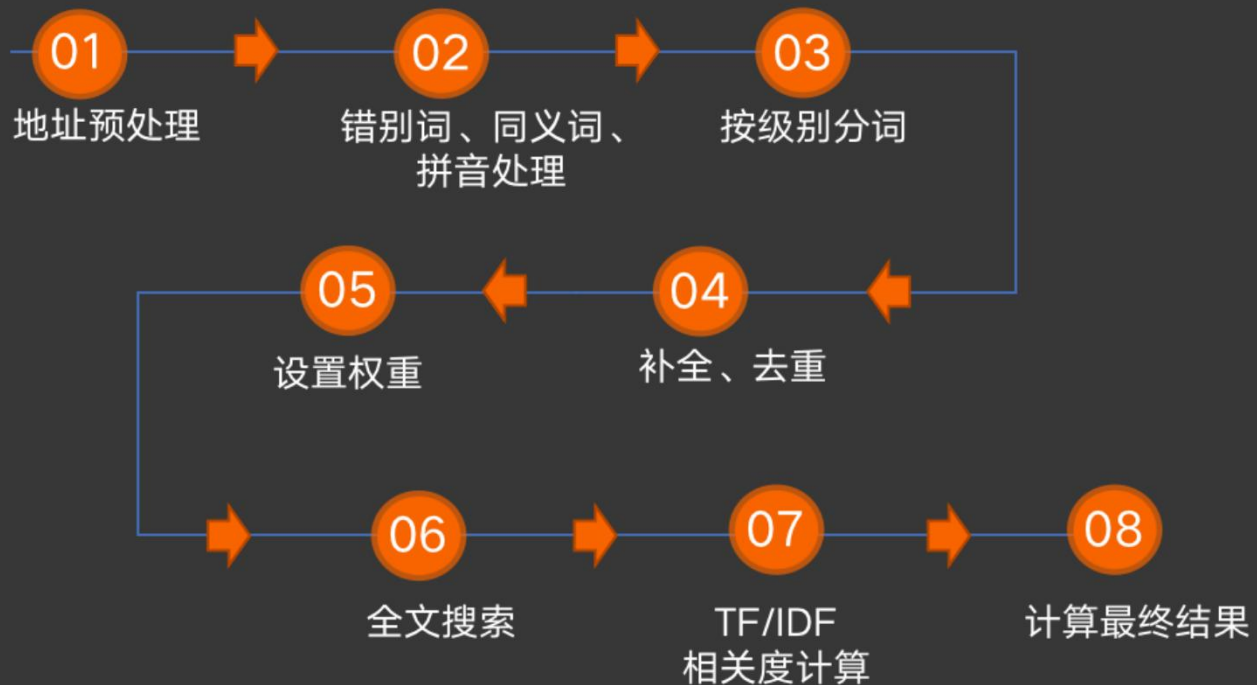 01
02
03
地址预处理
错别词、同义词、
拼音处理
按级别分词
05
04
设置权重
补全、去重
06
07
08
全文搜索
TF/IDF
相关度计算
计算最终结果